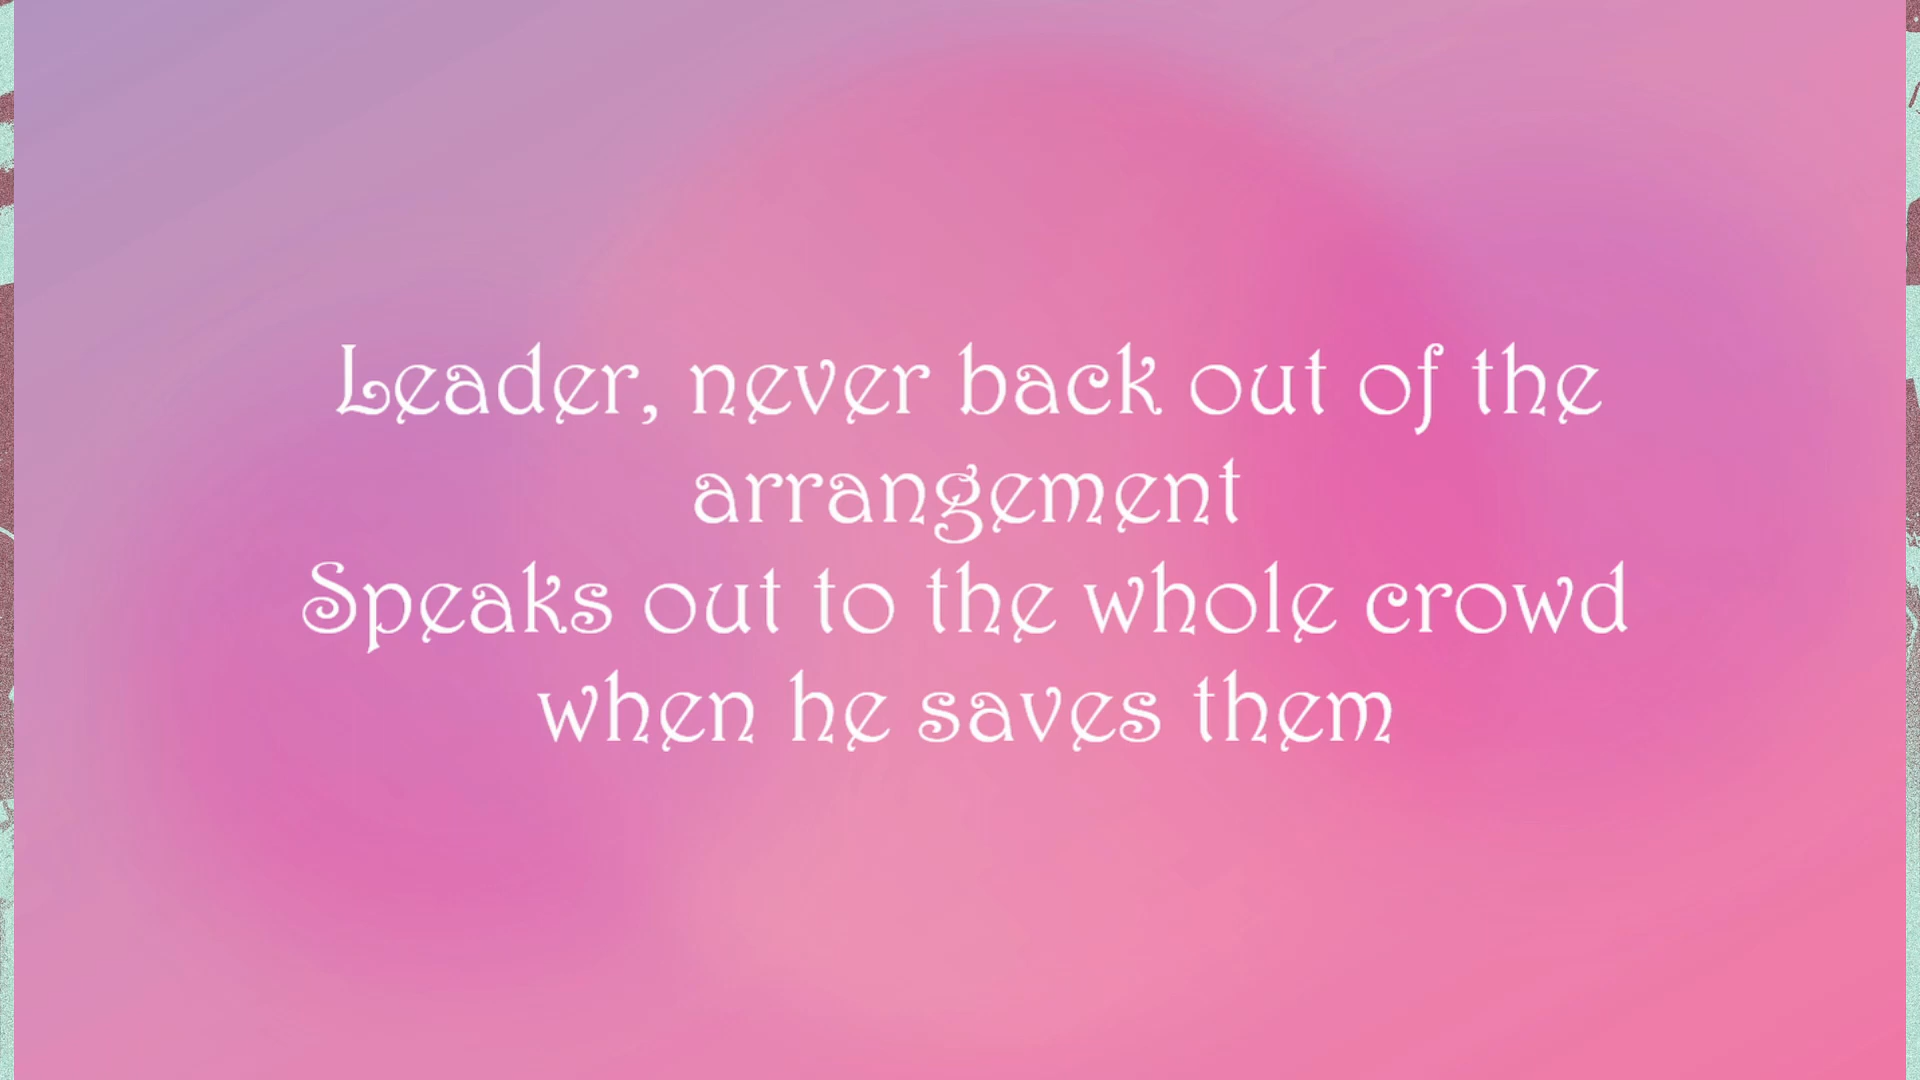 Leader, never back out of the
arrangement
Speaks out to the whole crowd
when he saves them